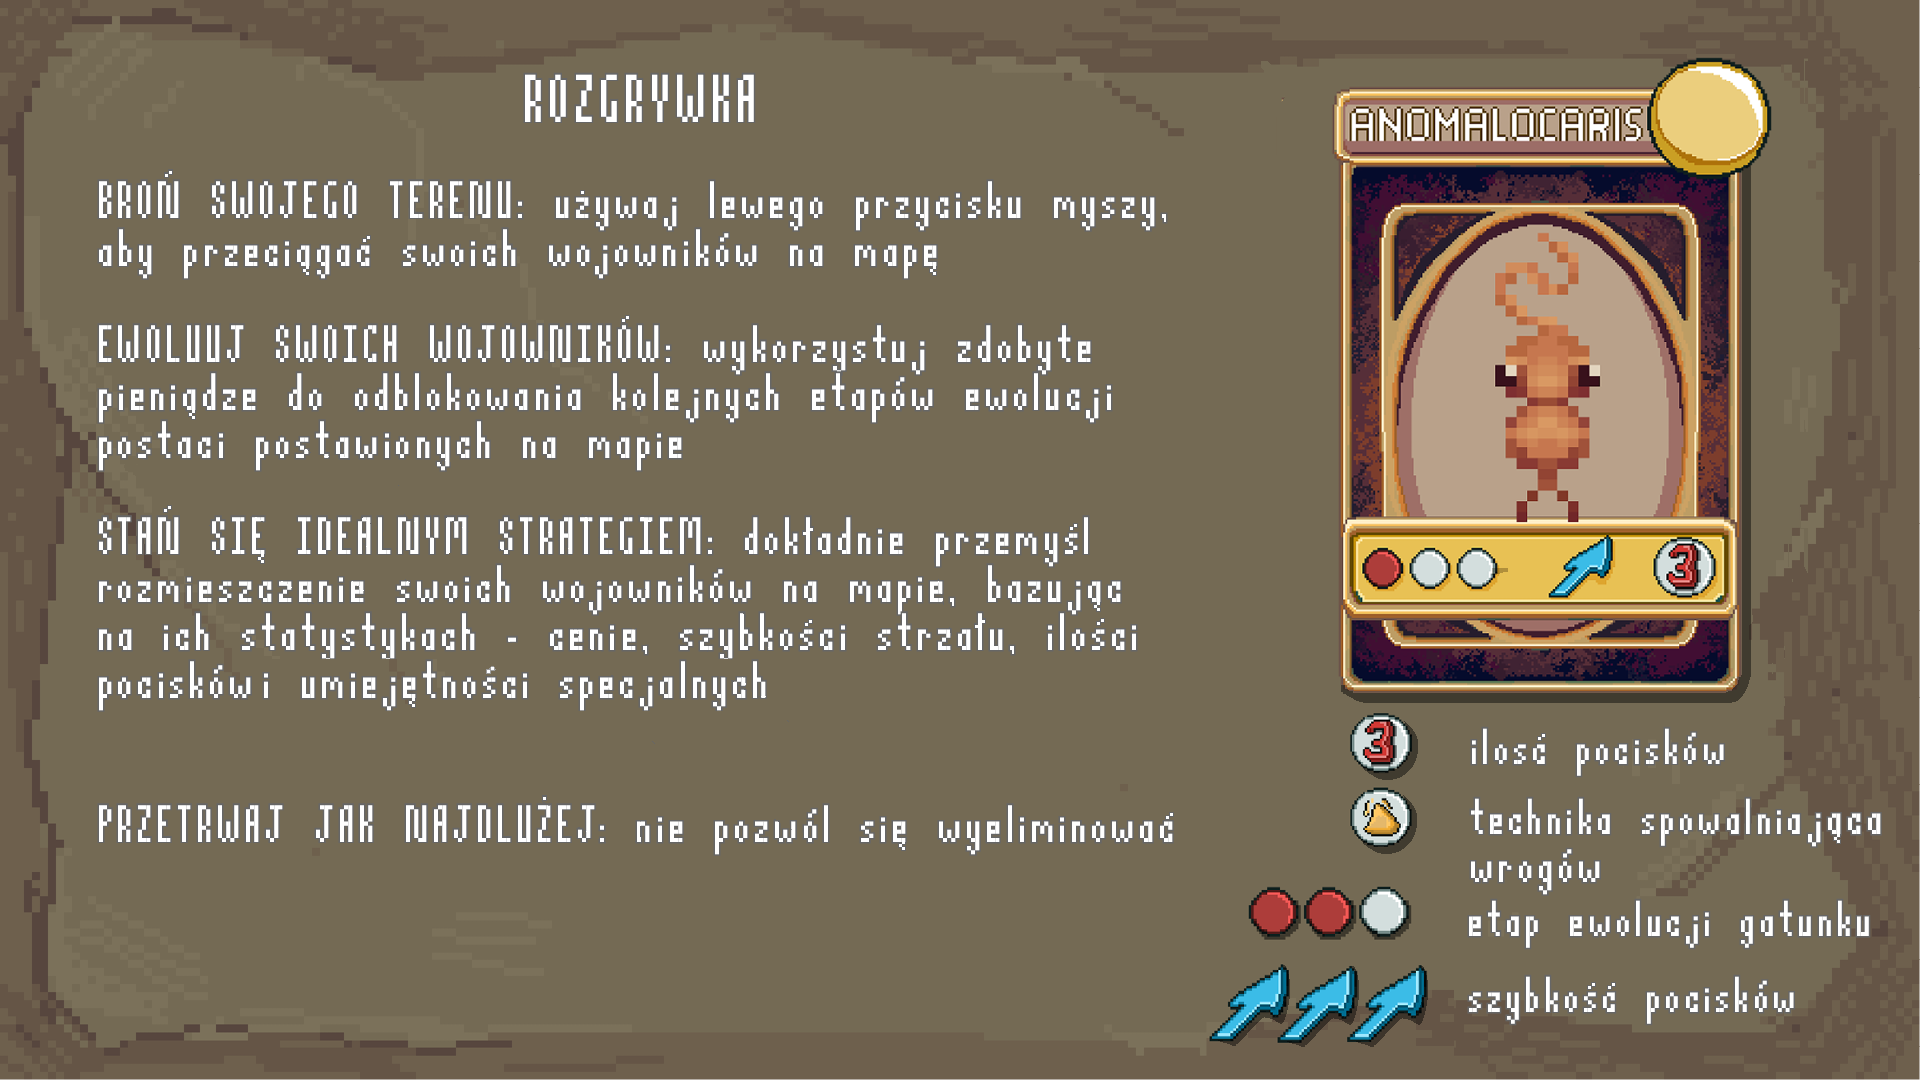 ROZGRYWKA
BROŃ SWOJEGO TERENU: używaj lewego przycisku myszy,
aby przeciągać swoich wojowników na mapę
EWOLUUJ SWOICH WOJOWNIKÓW: wykorzystuj zdobyte
pieniądze do odblokowania kolejnych etapów ewolucji
postaci postawionych na mapie
STAŃ SIĘ IDEALNYM STRATEGIEM: dokładnie przemyśl
rozmieszczenie swoich wojowników na mapie, bazując
na ich statystykach - cenie, szybkości strzału, ilości
pocisków i umiejętności specjalnych
PRZETRWAJ JAK NAJDLUŻEJ: nie pozwól się wyeliminować
ANOMALOCARIS
3
3
ilość pocisków
technika spowalniająca
wrogów
etap ewolucji gatunku
szybkość pocisków